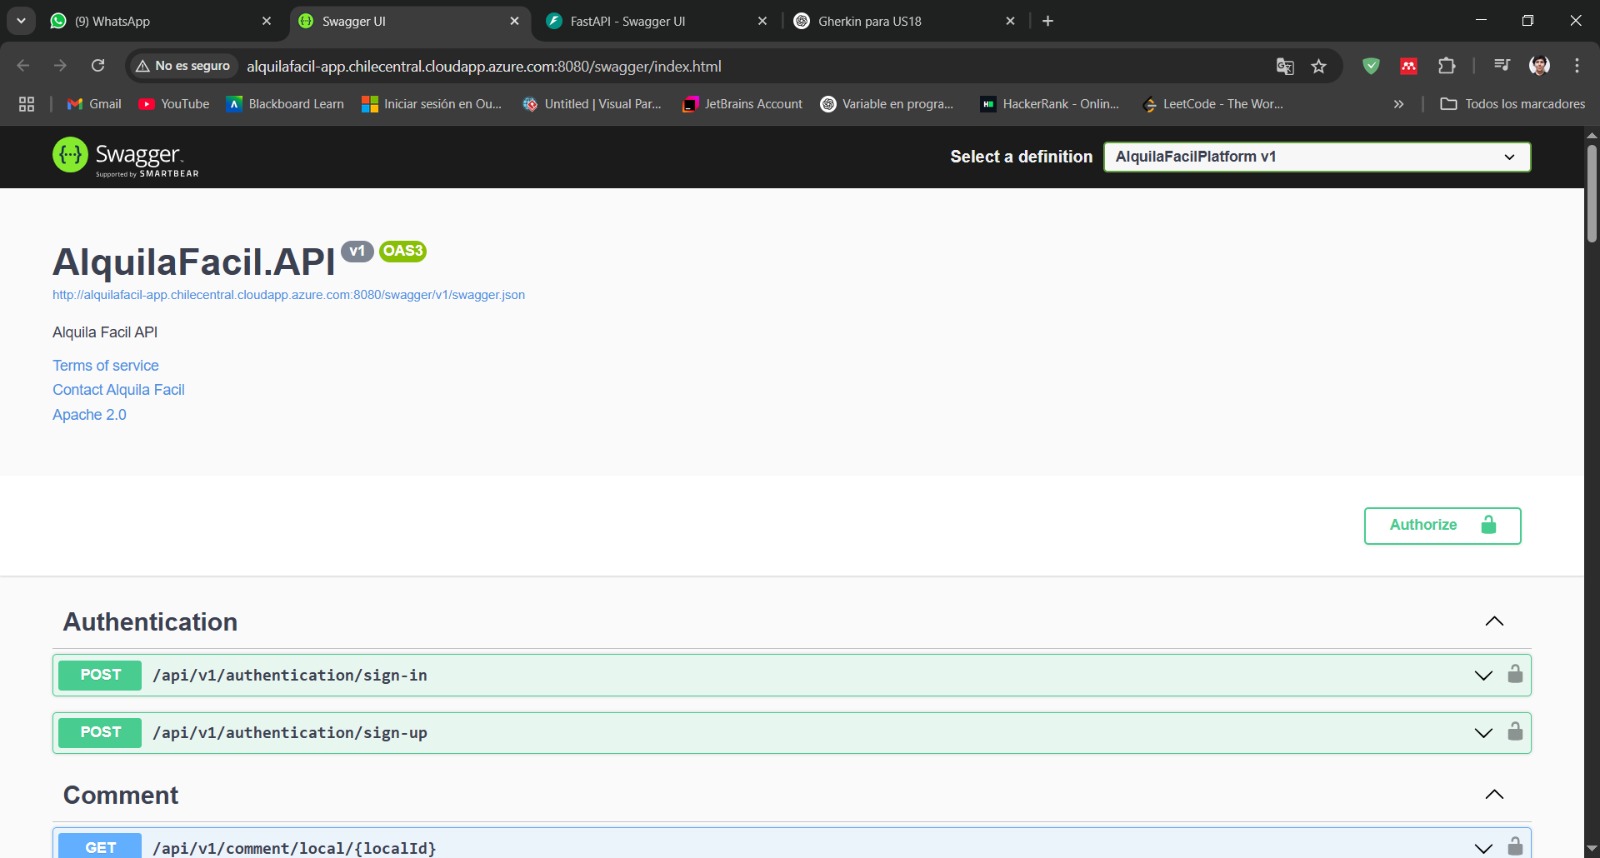 (9) WhatsApp
Swagger UI
FastAPI - Swagger UI
Gherkin para US18
No es seguro
alquilafacil-app.chilecentral.cloudapp.azure.com:8080/swagger/index.html
Gmail
YouTube
Blackboard Learn
Iniciar sesión en Ou...
Untitled | Visual Par...
JetBrains Account
Variable en progra...
HackerRank - Onlin...
LeetCode - The Wor...
»
Todos los marcadores
Swagger.
Supported by SMARTBEAR
Select a definition
AlquilaFacilPlatform v1
AlquilaFacil.API v1 OAS3
http://alquilafacil-app.chilecentral.cloudapp.azure.com:8080/swagger/v1/swagger.json
Alquila Facil API
Terms of service
Contact Alquila Facil
Apache 2.0
Authorize
Authentication
POST /api/v1/authentication/sign-in
POST /api/v1/authentication/sign-up
Comment
GET /api/v1/comment/local/{localId}